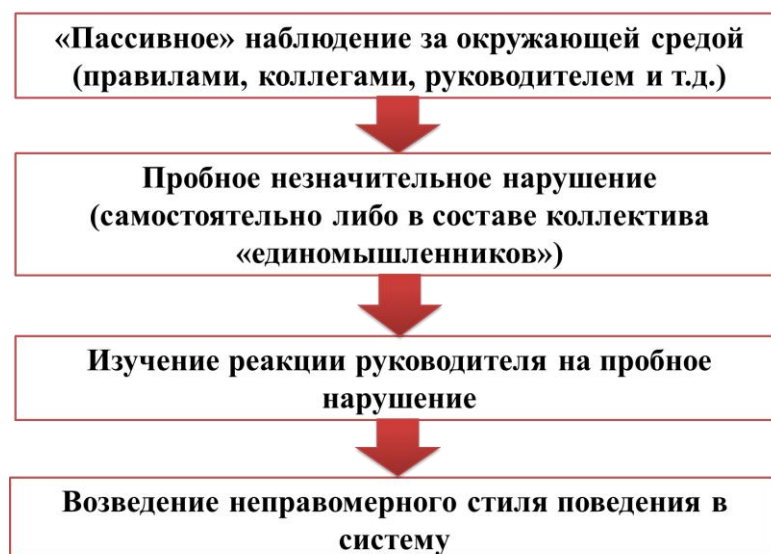 «Пассивное» наблюдение за окружающей средой
(правилами, коллегами, руководителем и т.д.)
Пробное незначительное нарушение
(самостоятельно либо в составе коллектива
«единомышленников»)
Изучение реакции руководителя на пробное
нарушение
Возведение неправомерного стиля поведения в
систему